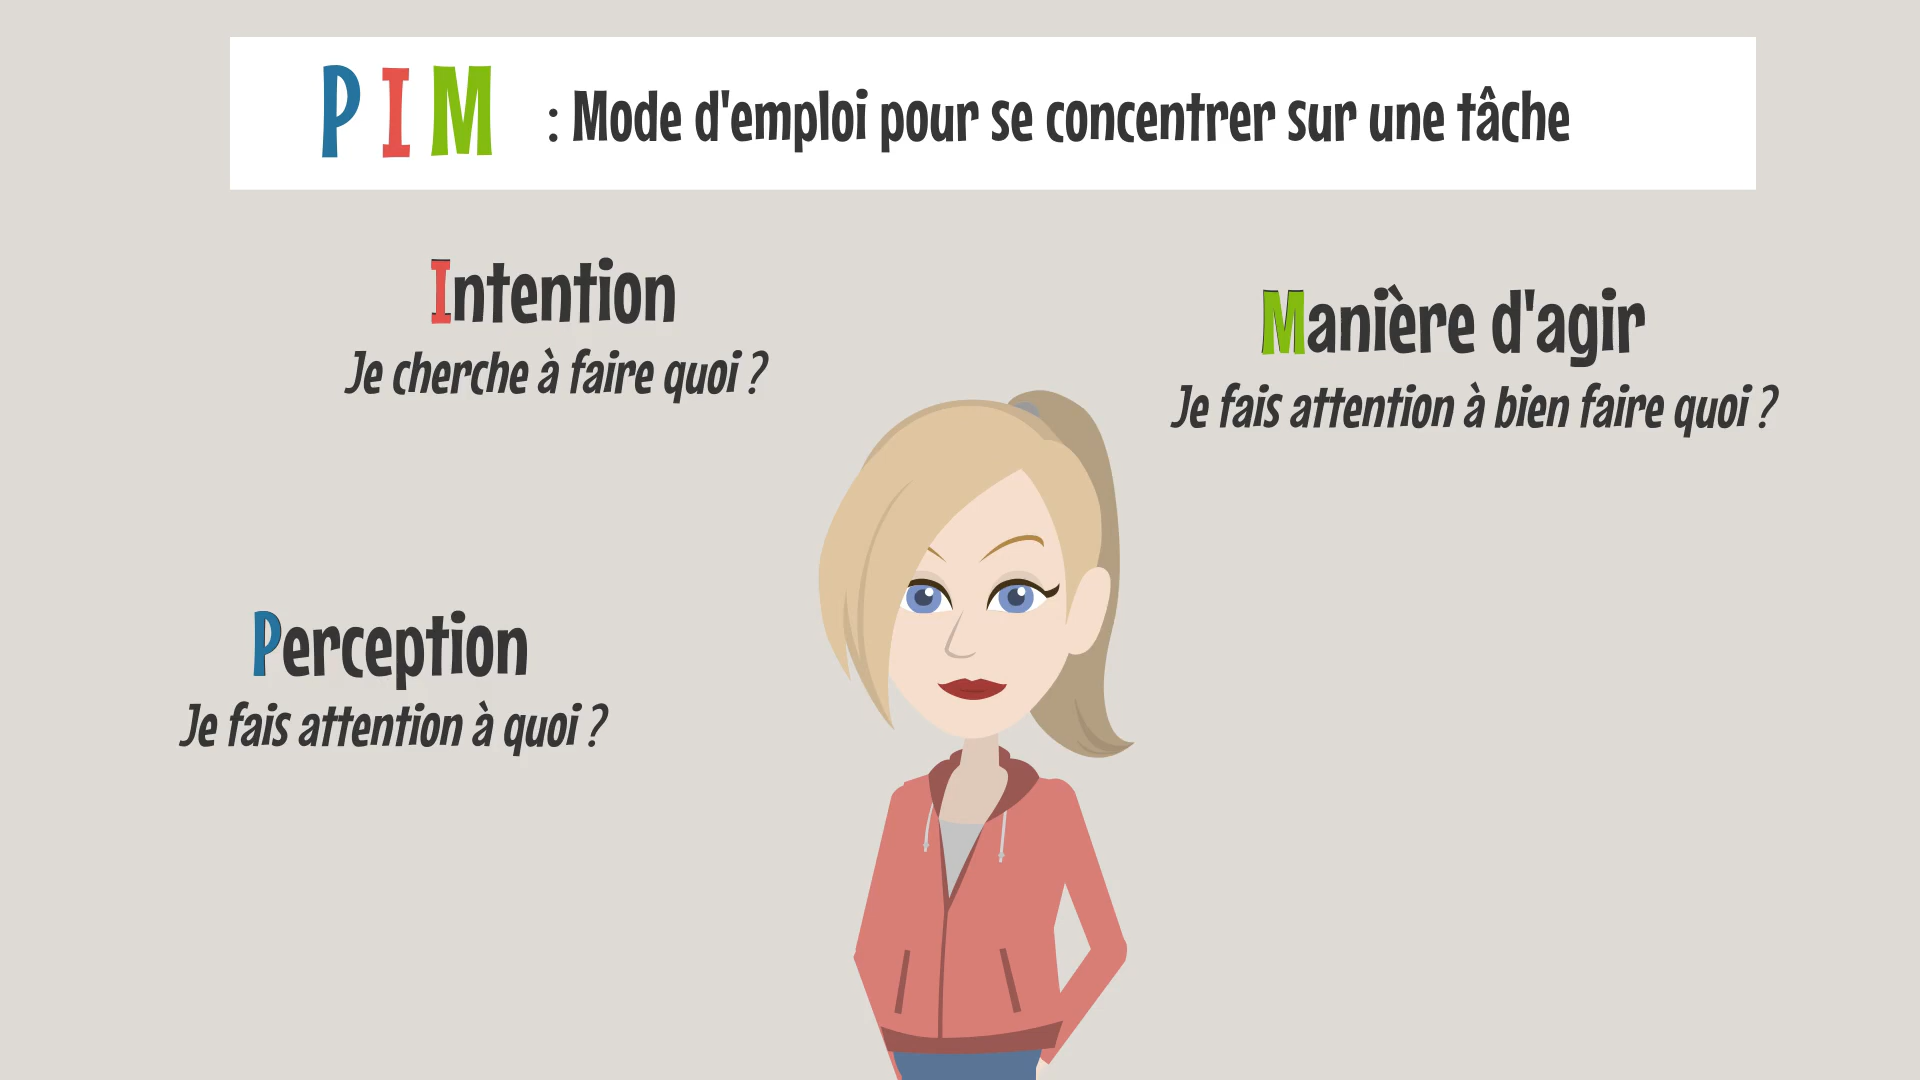 P I M : Mode d'emploi pour se concentrer sur une tâche
Intention
Je cherche à faire quoi ?
Manière d'agir
Je fais attention à bien faire quoi ?
Perception
Je fais attention à quoi ?